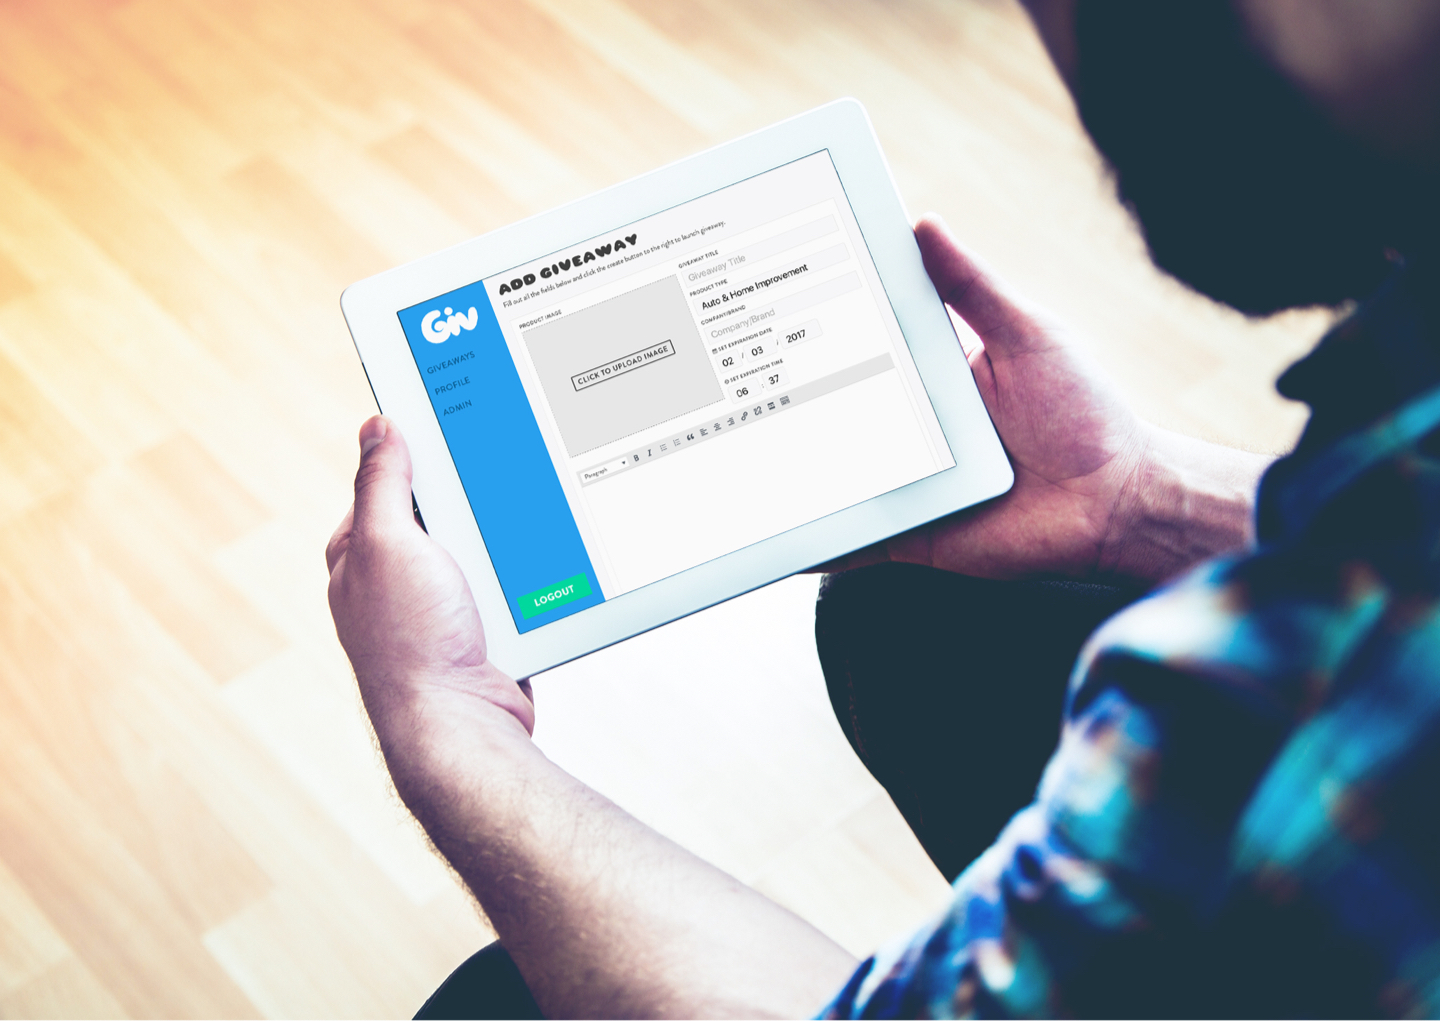 Giv
GIVEAWAYS
PROFILE
ADMIN
LOGOUT
ADD GIVEAWAY
Fill out all the fields below and click the create button to the right to launch giveaway.
PRODUCT IMAGE
CLICK TO UPLOAD IMAGE
GIVEAWAY TITLE
Giveaway Title
PRODUCT TYPE
Auto & Home Improvement
COMPANY/BRAND
Company/Brand
SET EXPIRATION DATE
02 / 03 / 2017
SET EXPIRATION TIME
06 : 37
Paragraph B I